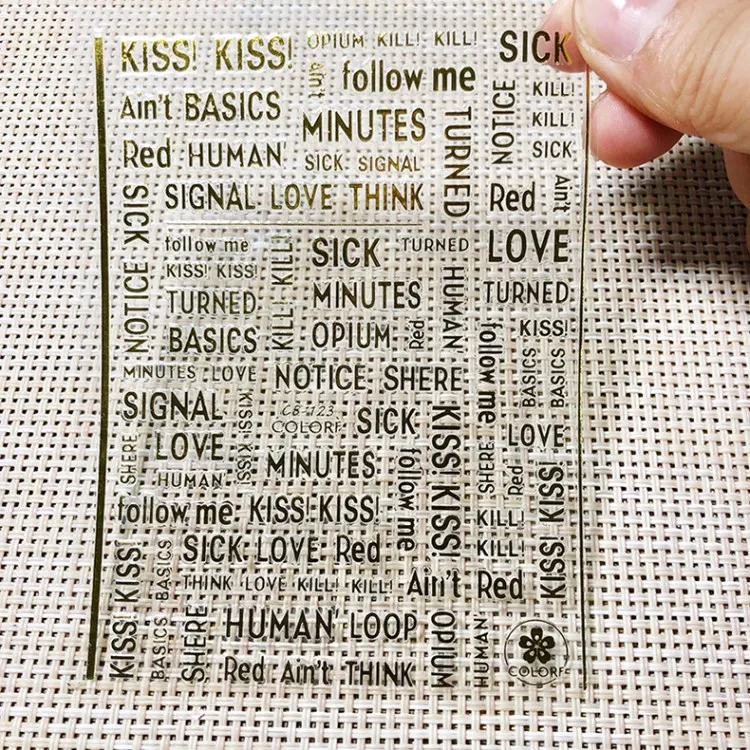 KISS! KISS!
OPIUM KILL! KILL!
SICK
Ain't
follow me
KILL!
Ain't BASICS
MINUTES
TURNED
NOTICE
KILL!
Red HUMAN'
SICK SIGNAL
SICK
SICK
SIGNAL LOVE THINK
Red
Ain't
follow me
KILL! KILL!
SICK
TURNED
LOVE
KISS! KISS!
NOTICE
TURNED
MINUTES
HUMAN'
TURNED
BASICS
OPIUM
Red
follow me
KISS!
MINUTES LOVE
NOTICE SHERE
BASICS
BASICS
SIGNAL
KISS! KISS!
CB-123
COLORF
SICK
KISS! KISS!
LOVE
SHERE
LOVE
MINUTES
follow me
SHERE
Red
KISS! KISS!
HUMAN'
follow me KISS! KISS!
KILL!
KISS! KISS!
BASICS
SICK LOVE Red
KILL!
THINK LOVE KILL! KILL! Ain't Red
BASICS
SHERE
HUMAN' LOOP
OPIUM
HUMAN'
COLORF
Red Ain't THINK